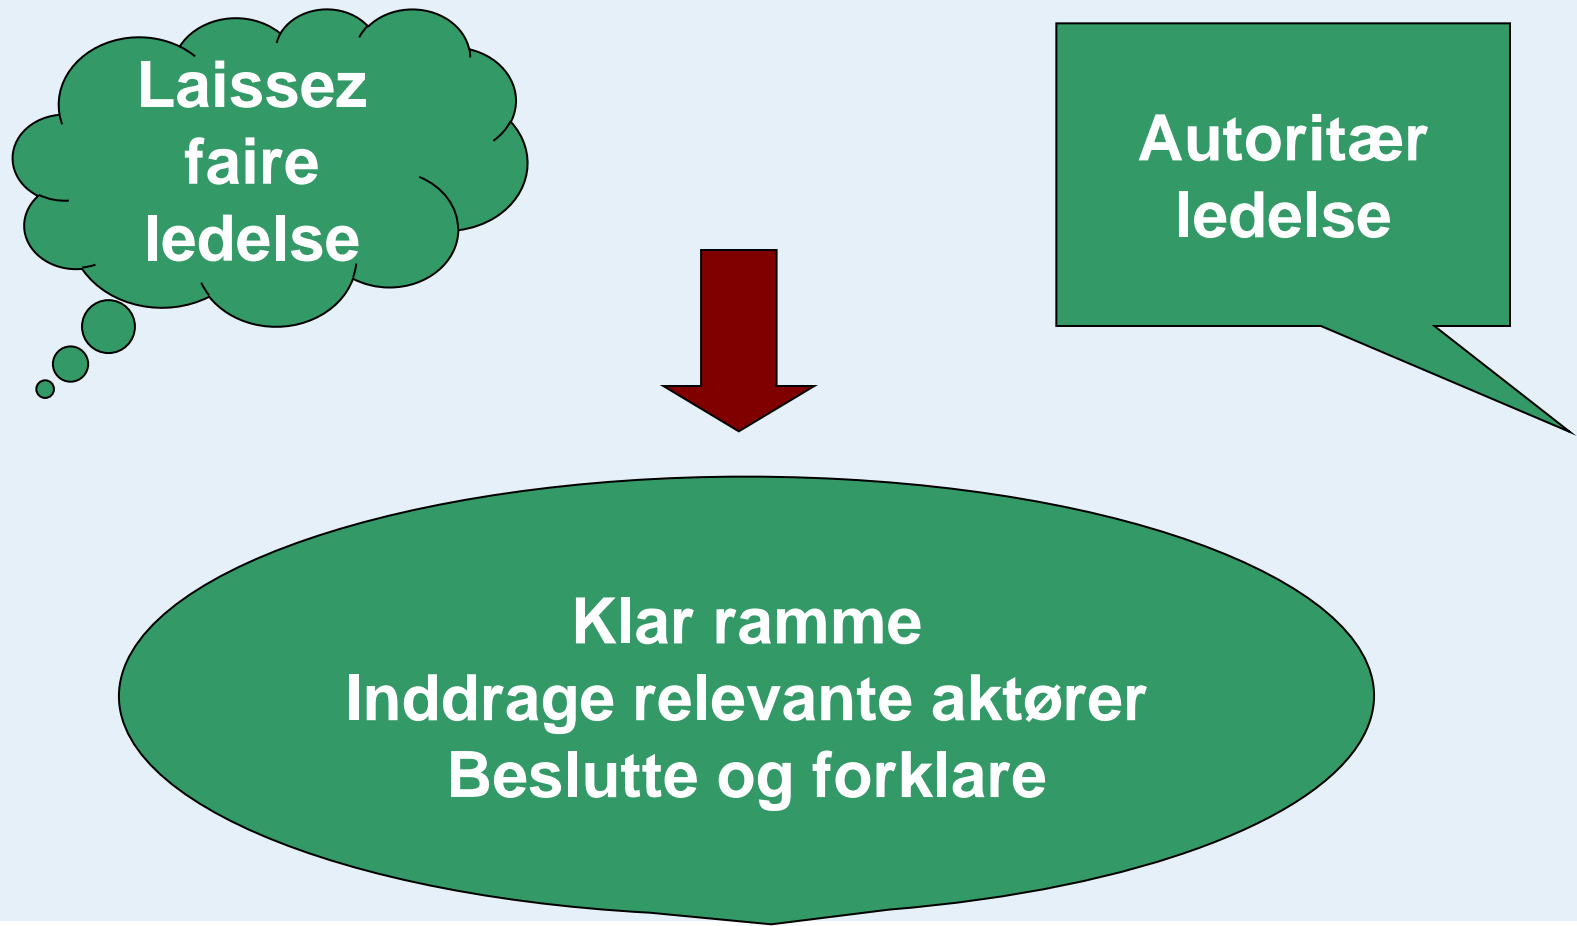 Laissez
faire
ledelse
Autoritær
ledelse
Klar ramme
Inddrage relevante aktører
Beslutte og forklare